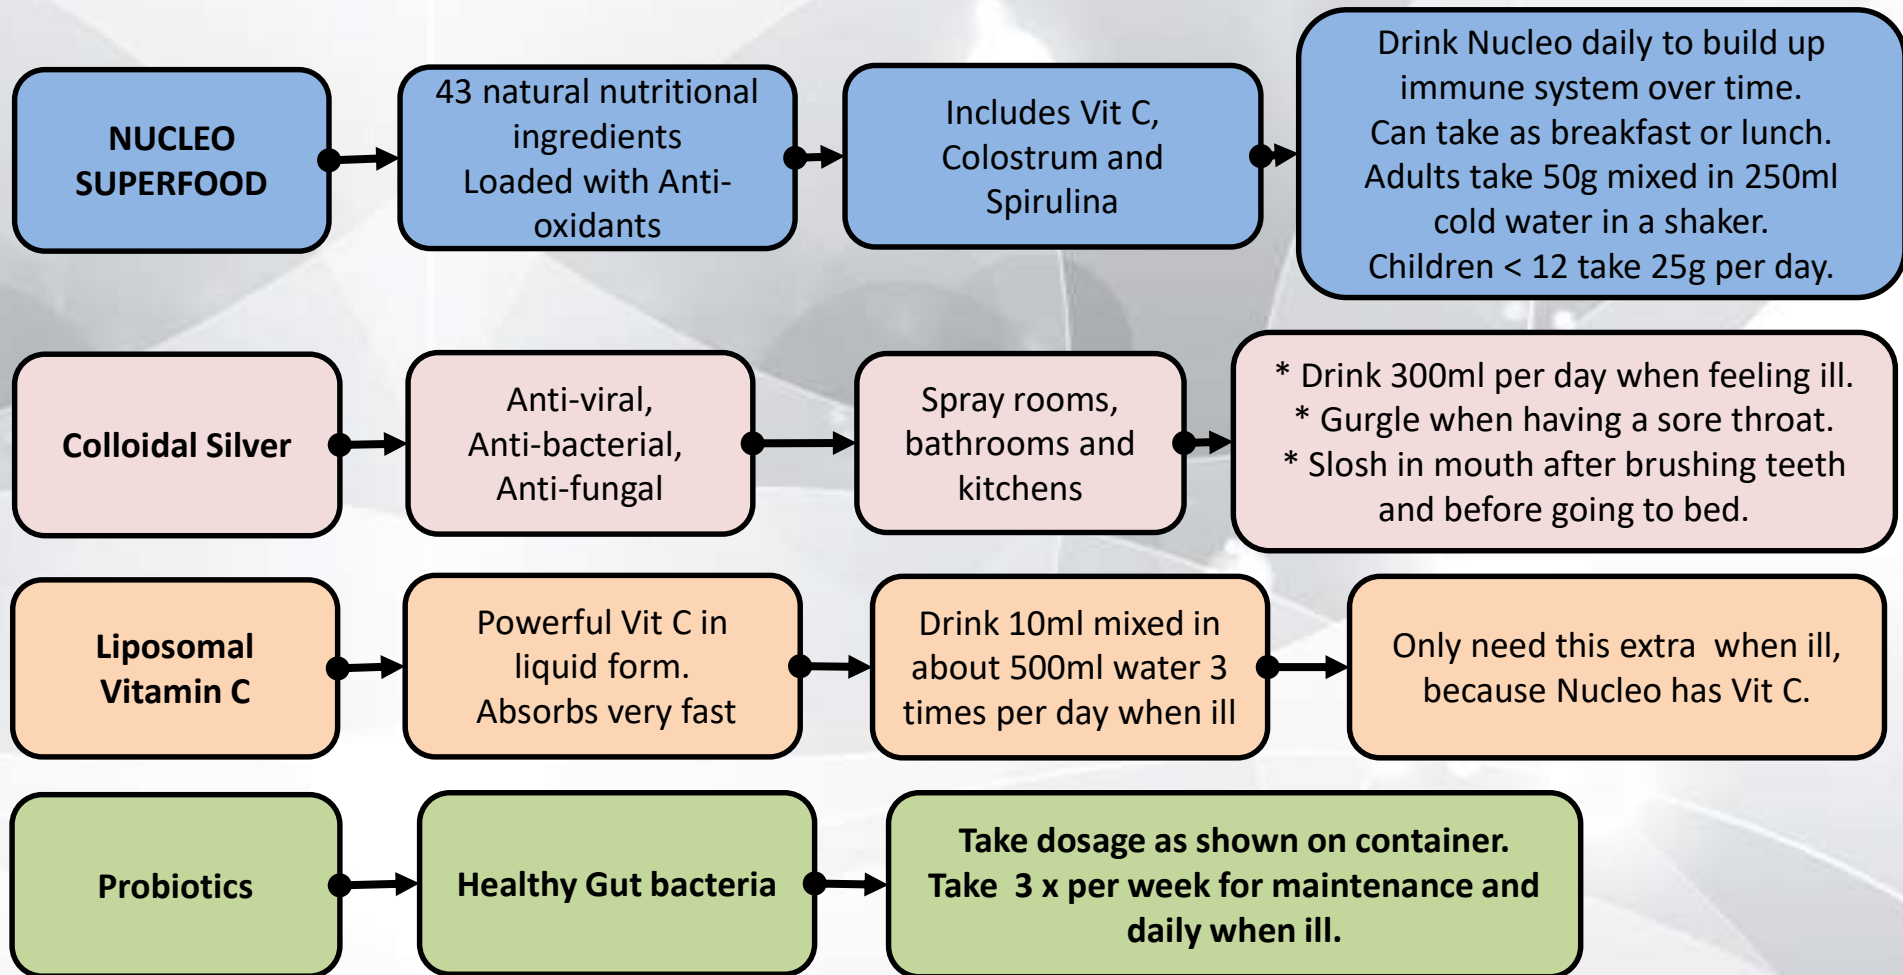 NUCLEO
SUPERFOOD
43 natural nutritional
ingredients
Loaded with Anti-
oxidants
Includes Vit C,
Colostrum and
Spirulina
Drink Nucleo daily to build up
immune system over time.
Can take as breakfast or lunch.
Adults take 50g mixed in 250ml
cold water in a shaker.
Children < 12 take 25g per day.
Colloidal Silver
Anti-viral,
Anti-bacterial,
Anti-fungal
Spray rooms,
bathrooms and
kitchens
* Drink 300ml per day when feeling ill.
* Gurgle when having a sore throat.
* Slosh in mouth after brushing teeth
and before going to bed.
Liposomal
Vitamin C
Powerful Vit C in
liquid form.
Absorbs very fast
Drink 10ml mixed in
about 500ml water 3
times per day when ill
Only need this extra  when ill,
because Nucleo has Vit C.
Probiotics
Healthy Gut bacteria
Take dosage as shown on container.
Take  3 x per week for maintenance and
daily when ill.